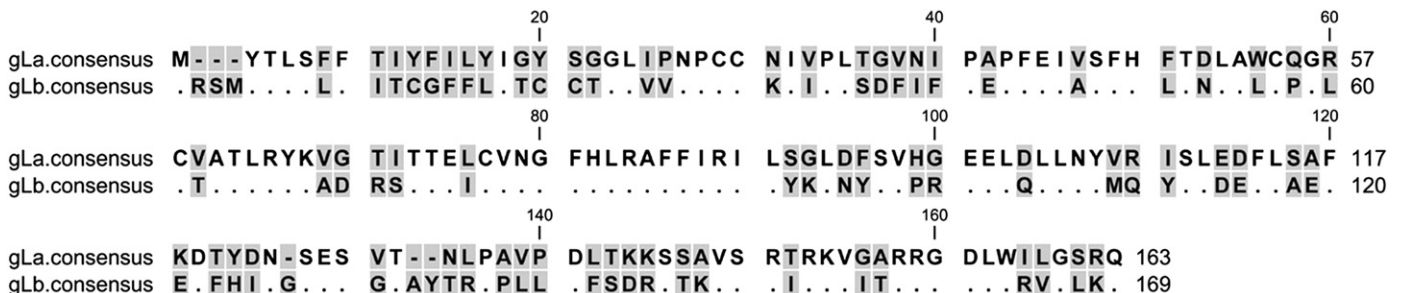 20 40 60
gLa.consensus M---YTLSFF TIYFILYIGY SGGLIPNPCC NIVPLTGVNI PAPFEIVSFH FTDLAWCQGR 57
gLb.consensus .RSM....L. ITCGFFL.TC CT..VV.... K.I..SDFIF .E....A... L.N..L.P.L 60
80 100 120
gLa.consensus CVATLRYKVG TITTELCVNG FHLRAFFIRI LSGLDFSVHG EELDLLNYVR ISLEDFLSAF 117
gLb.consensus .T......AD RS...I.... .......... .YK.NY..PR ...Q....MQ Y..DE..AE. 120
140 160
gLa.consensus KDTYDN-SES VT--NLPAVP DLTKKSSAVS RTRKVGARRG DLWILGSRQ 163
gLb.consensus E.FHI.G... G.AYTR.PLL .FSDR.TK.. .I...IT... ...RV.LK. 169